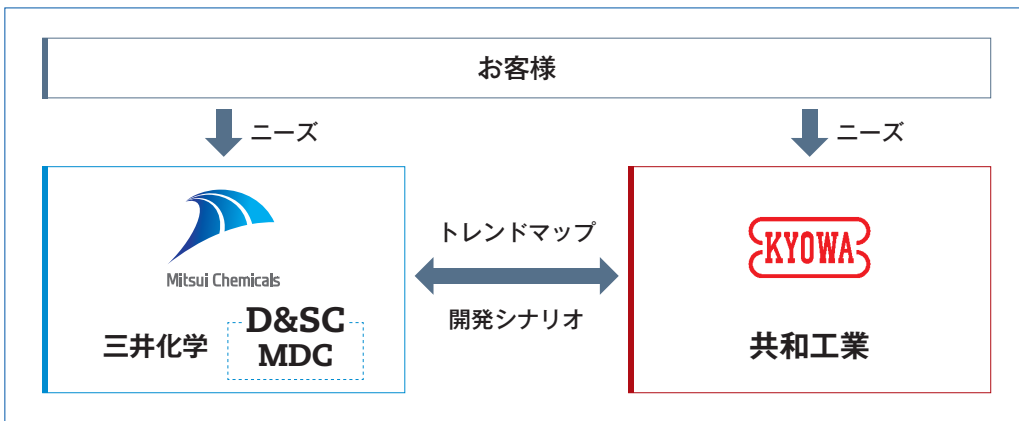 お客様
ニーズ
ニーズ
Mitsui Chemicals
三井化学
D&SC
MDC
トレンドマップ
開発シナリオ
KYOWA
共和工業